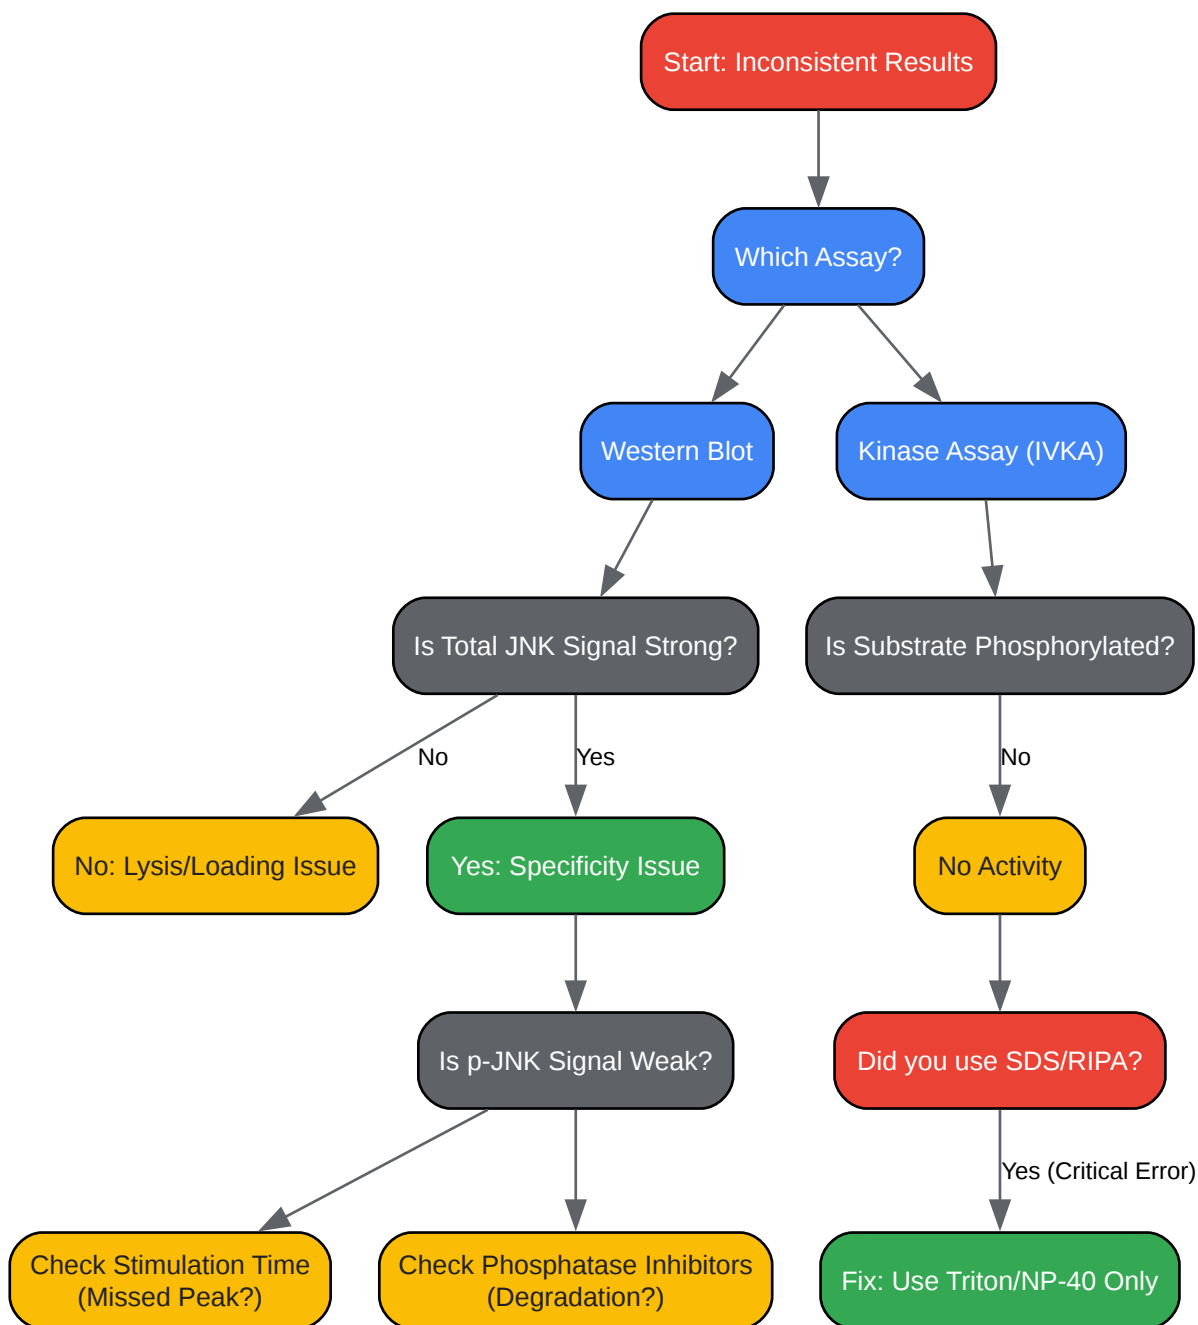 Start: Inconsistent Results
Which Assay?
Western Blot
Kinase Assay (IVKA)
Is Total JNK Signal Strong?
Is Substrate Phosphorylated?
No
Yes
No
No: Lysis/Loading Issue
Yes: Specificity Issue
No Activity
Is p-JNK Signal Weak?
Did you use SDS/RIPA?
Yes (Critical Error)
Check Stimulation Time
(Missed Peak?)
Check Phosphatase Inhibitors
(Degradation?)
Fix: Use Triton/NP-40 Only